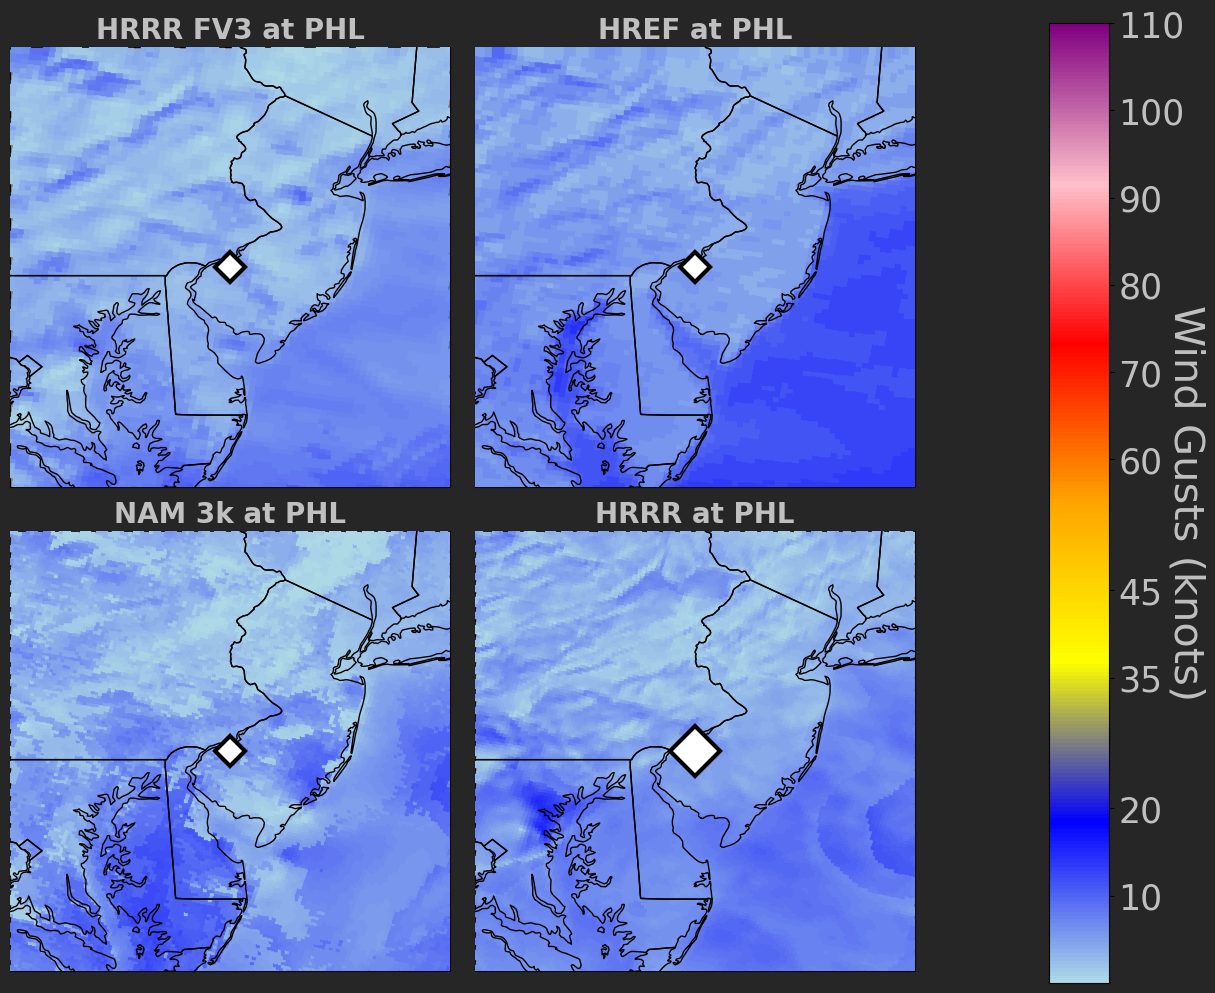 HRRR FV3 at PHL
HREF at PHL
NAM 3k at PHL
HRRR at PHL
110
100
90
80
70
60
45
35
20
10
Wind Gusts (knots)